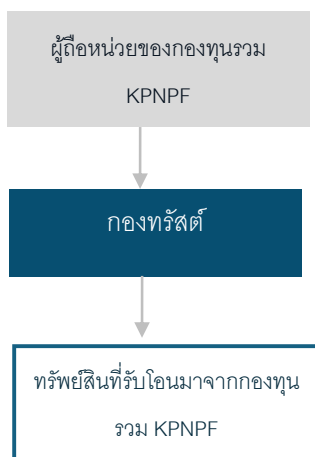 ผู้ถือหน่วยของกองทุนรวม
KPNPF
กองทรัสต์
ทรัพย์สินที่รับโอนมาจากกองทุน
รวม KPNPF